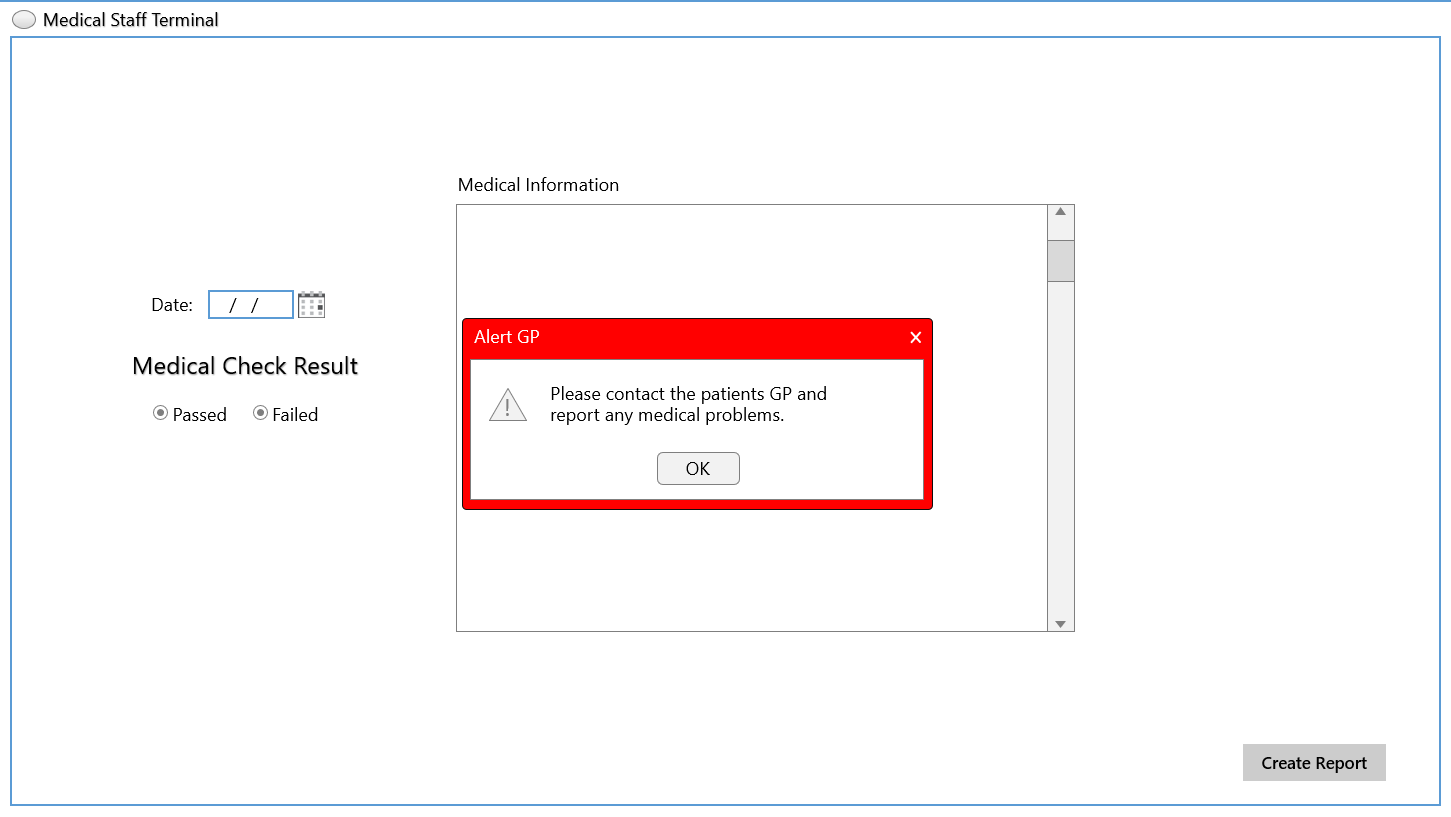 Medical Staff Terminal
Medical Information
Date: / /
Medical Check Result
Passed Failed
Alert GP
Please contact the patients GP and
report any medical problems.
OK
Create Report